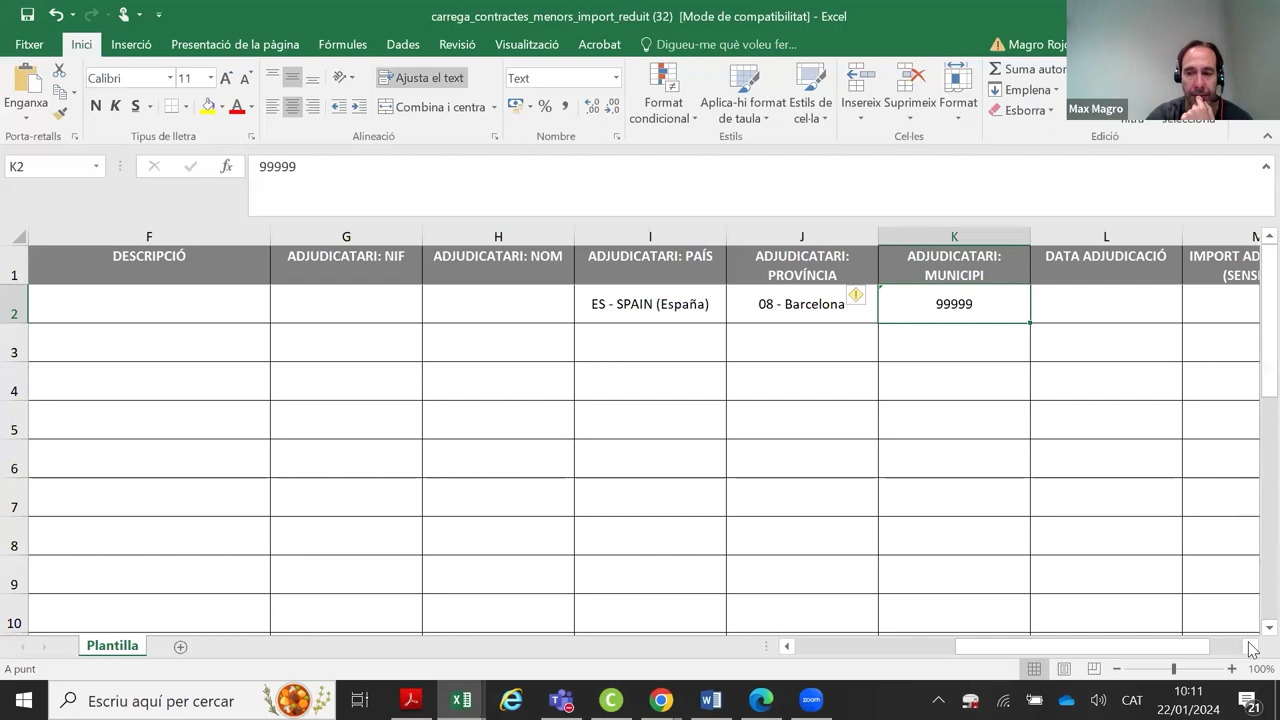 carrega_contractes_menors_import_reduit (32) [Mode de compatibilitat] - Excel
Fitxer Inici Inserció Presentació de la pàgina Fórmules Dades Revisió Visualització Acrobat Digueu-me què voleu fer... Magro Rojo
Max Magro
Enganxa
Calibri 11
N K S
Ajusta el text
Combina i centra
Text
% ,
Format condicional
Aplica-hi format de taula
Estils de cel·la
Insereix Suprimeix Format
Suma
Emplena
Esborra
selecciona
Porta-retalls Tipus de lletra Alineació Nombre Estils Cel·les Edició
K2 fx 99999
F G H I J K L M
1 DESCRIPCIÓ ADJUDICATARI: NIF ADJUDICATARI: NOM ADJUDICATARI: PAÍS ADJUDICATARI: PROVÍNCIA ADJUDICATARI: MUNICIPI DATA ADJUDICACIÓ IMPORT AD (SENS
2 ES - SPAIN (España) 08 - Barcelona 99999
3
4
5
6
7
8
9
10
Plantilla
A punt 100%
Escriu aquí per cercar
CAT
10:11
22/01/2024
21